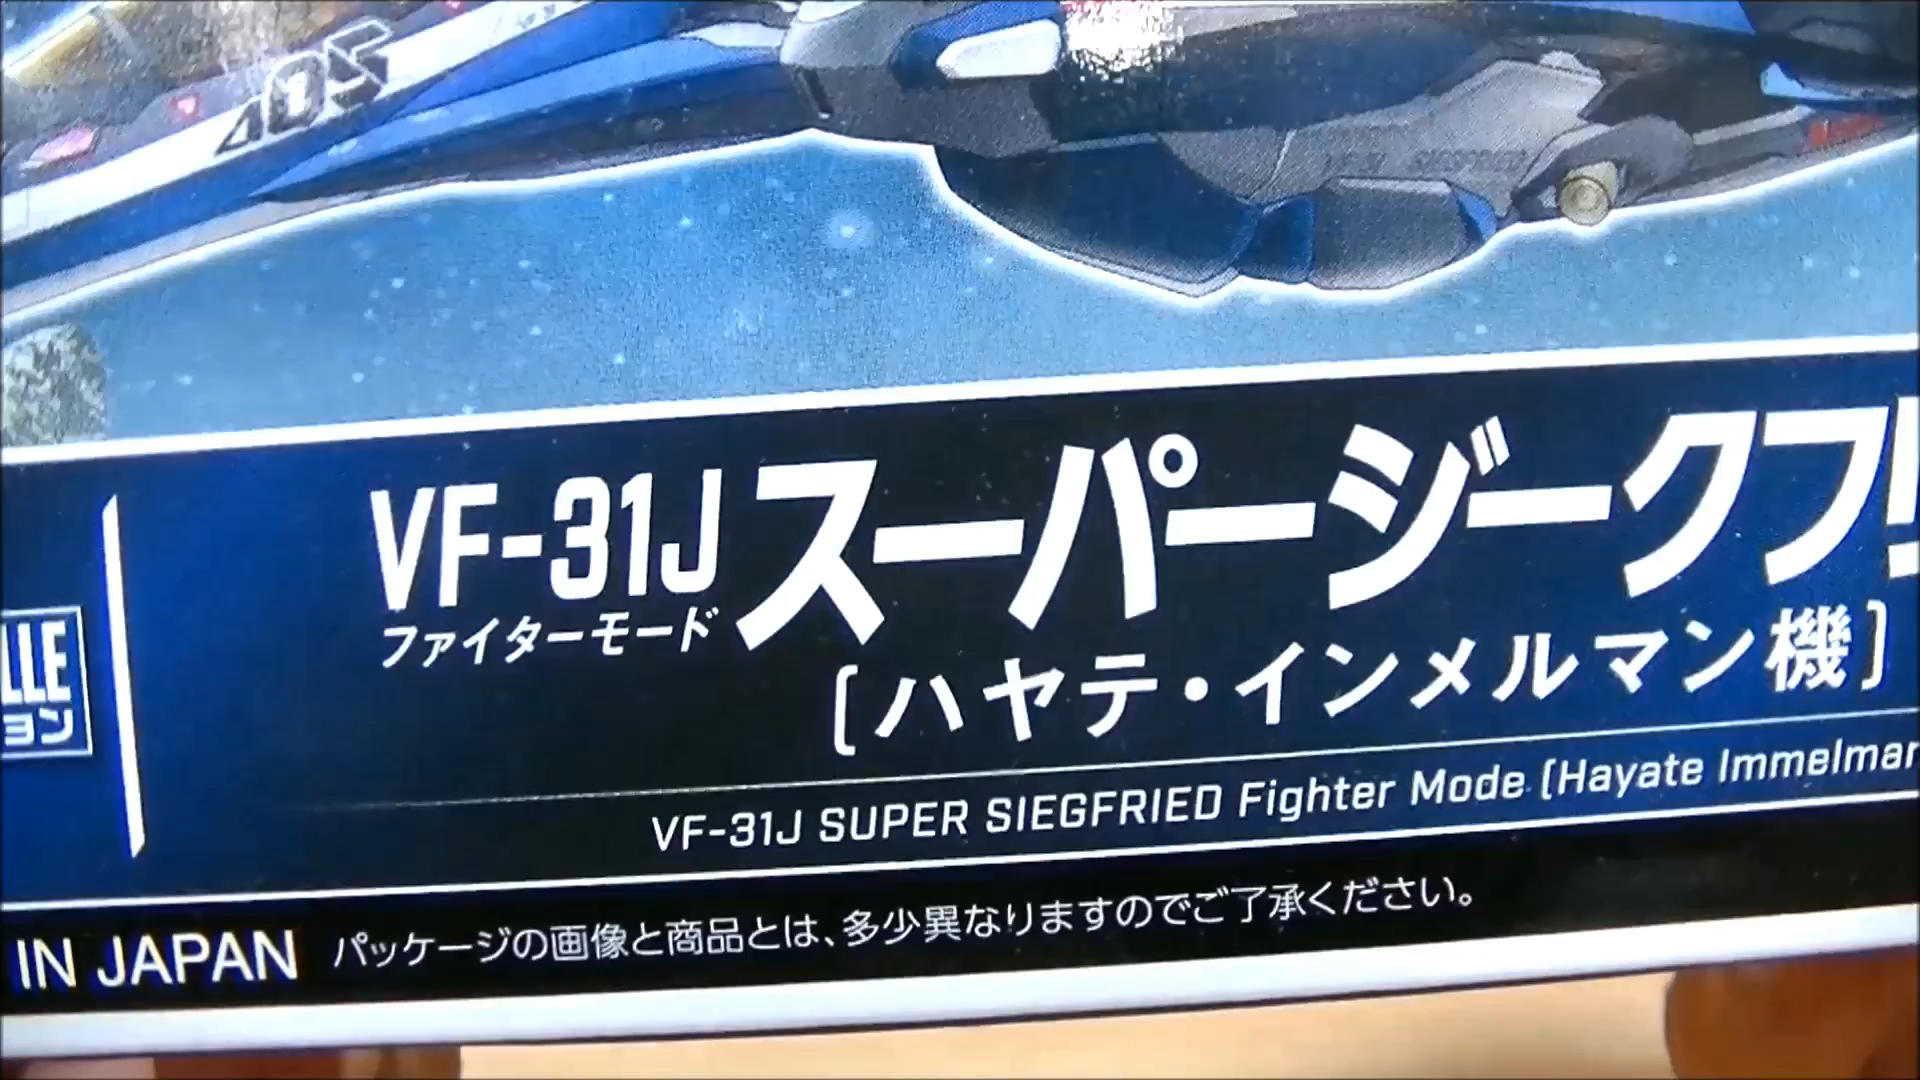 405
VF-31J スーパージークフ
ファイターモード
〔ハヤテ・インメルマン機〕
LLE
ョン
VF-31J SUPER SIEGFRIED Fighter Mode (Hayate Immelman
IN JAPAN パッケージの画像と商品とは、多少異なりますのでご了承ください。